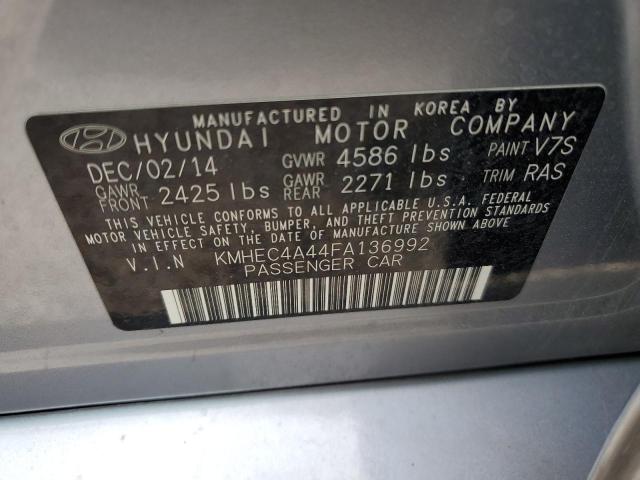 MANUFACTURED IN KOREA BY
HYUNDAI MOTOR COMPANY
DEC/02/14 GVWR 4586 lbs PAINT V7S
GAWR FRONT 2425 lbs GAWR REAR 2271 lbs TRIM RAS
THIS VEHICLE CONFORMS TO ALL APPLICABLE U.S.A. FEDERAL
MOTOR VEHICLE SAFETY, BUMPER, AND THEFT PREVENTION STANDARDS
IN EFFECT ON THE DATE OF MANUFACTURE SHOWN ABOVE.
V.I.N KMHEC4A44FA136992
PASSENGER CAR